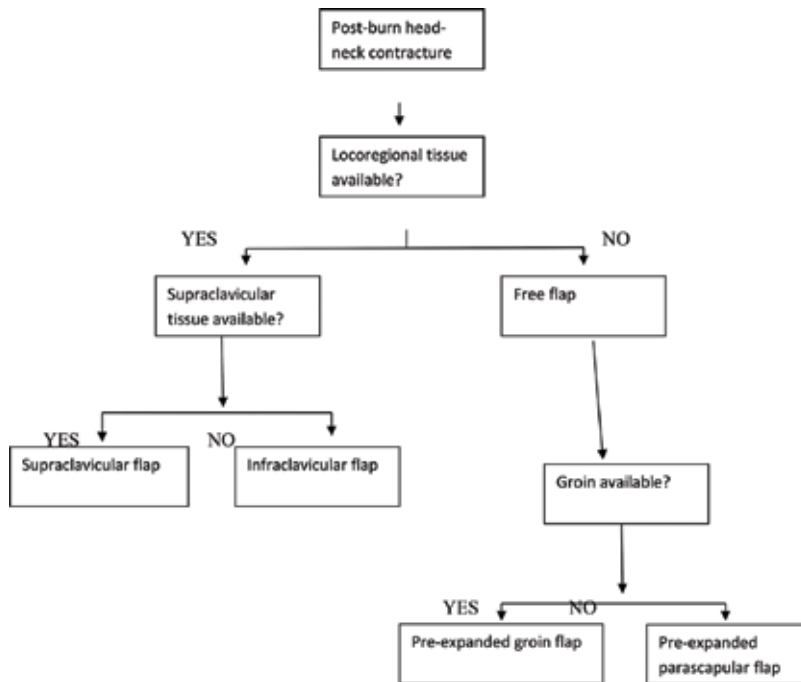 Post-burn head-
neck contracture
Locoregional tissue
available?
YES
NO
Supraclavicular
tissue available?
Free flap
YES
NO
Supraclavicular flap
Infraclavicular flap
Groin available?
YES
NO
Pre-expanded groin flap
Pre-expanded
parascapular flap